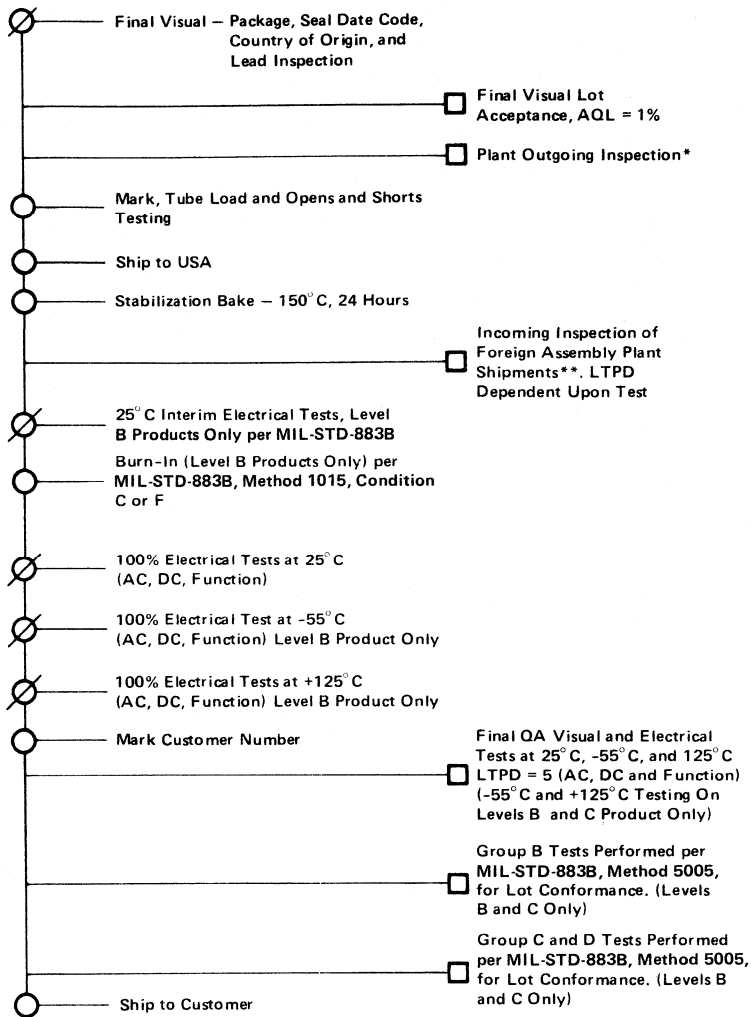 Final Visual — Package, Seal Date Code,
Country of Origin, and
Lead Inspection
Final Visual Lot
Acceptance, AQL = 1%
Plant Outgoing Inspection*
Mark, Tube Load and Opens and Shorts
Testing
Ship to USA
Stabilization Bake — 150°C, 24 Hours
Incoming Inspection of
Foreign Assembly Plant
Shipments**. LTPD
Dependent Upon Test
25°C Interim Electrical Tests, Level
B Products Only per MIL-STD-883B
Burn-In (Level B Products Only) per
MIL-STD-883B, Method 1015, Condition
C or F
100% Electrical Tests at 25°C
(AC, DC, Function)
100% Electrical Test at -55°C
(AC, DC, Function) Level B Product Only
100% Electrical Tests at +125°C
(AC, DC, Function) Level B Product Only
Mark Customer Number
Final QA Visual and Electrical
Tests at 25°C, -55°C, and 125°C
LTPD = 5 (AC, DC and Function)
(-55°C and +125°C Testing On
Levels B and C Product Only)
Group B Tests Performed per
MIL-STD-883B, Method 5005,
for Lot Conformance. (Levels
B and C Only)
Group C and D Tests Performed
per MIL-STD-883B, Method 5005,
for Lot Conformance. (Levels B
and C Only)
Ship to Customer